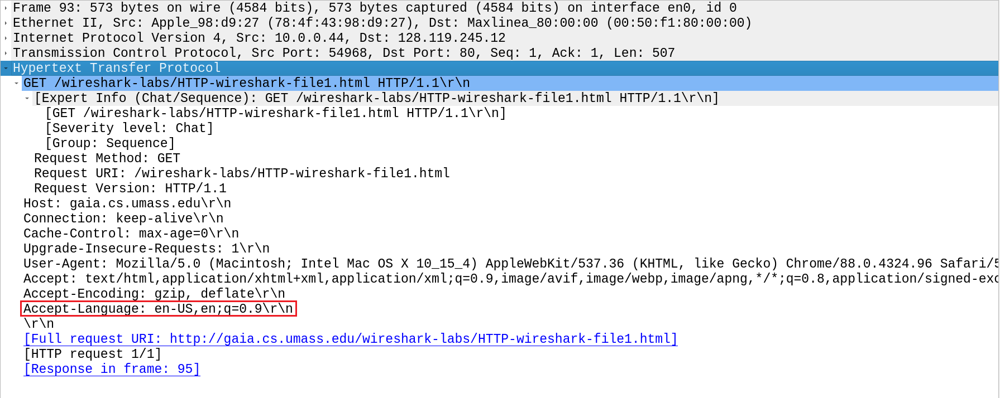 Frame 93: 573 bytes on wire (4584 bits), 573 bytes captured (4584 bits) on interface en0, id 0
Ethernet II, Src: Apple_98:d9:27 (78:4f:43:98:d9:27), Dst: Maxlinea_80:00:00 (00:50:f1:80:00:00)
Internet Protocol Version 4, Src: 10.0.0.44, Dst: 128.119.245.12
Transmission Control Protocol, Src Port: 54968, Dst Port: 80, Seq: 1, Ack: 1, Len: 507
Hypertext Transfer Protocol
GET /wireshark-labs/HTTP-wireshark-file1.html HTTP/1.1\r\n
[Expert Info (Chat/Sequence): GET /wireshark-labs/HTTP-wireshark-file1.html HTTP/1.1\r\n]
[GET /wireshark-labs/HTTP-wireshark-file1.html HTTP/1.1\r\n]
[Severity level: Chat]
[Group: Sequence]
Request Method: GET
Request URI: /wireshark-labs/HTTP-wireshark-file1.html
Request Version: HTTP/1.1
Host: gaia.cs.umass.edu\r\n
Connection: keep-alive\r\n
Cache-Control: max-age=0\r\n
Upgrade-Insecure-Requests: 1\r\n
User-Agent: Mozilla/5.0 (Macintosh; Intel Mac OS X 10_15_4) AppleWebKit/537.36 (KHTML, like Gecko) Chrome/88.0.4324.96 Safari/5
Accept: text/html,application/xhtml+xml,application/xml;q=0.9,image/avif,image/webp,image/apng,*/*;q=0.8,application/signed-exc
Accept-Encoding: gzip, deflate\r\n
Accept-Language: en-US,en;q=0.9\r\n
\r\n
[Full request URI: http://gaia.cs.umass.edu/wireshark-labs/HTTP-wireshark-file1.html]
[HTTP request 1/1]
[Response in frame: 95]